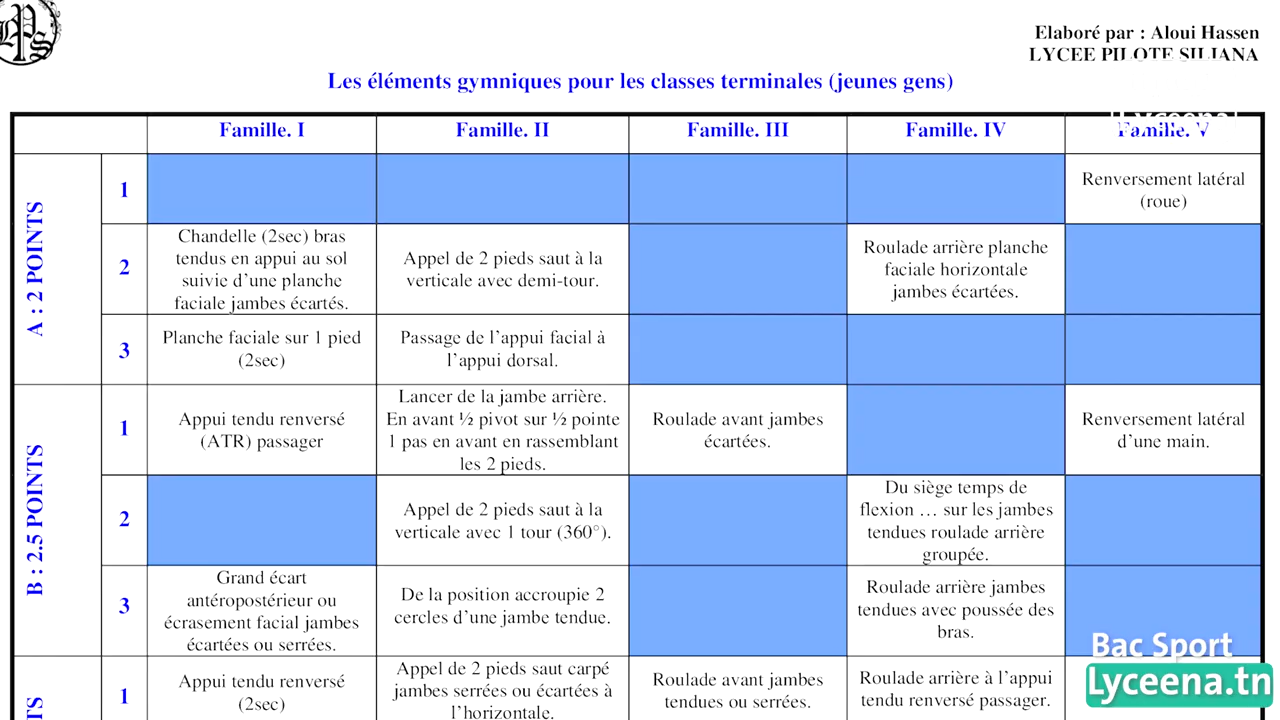 LPS
Elaboré par : Aloui Hassen
LYCEE PILOTE SILIANA
Les éléments gymniques pour les classes terminales (jeunes gens)
Famille. I
Famille. II
Famille. III
Famille. IV
Famille. V
Lyceena
A : 2 POINTS
1
Renversement latéral
(roue)
2
Chandelle (2sec) bras
tendus en appui au sol
suivie d’une planche
faciale jambes écartés.
Appel de 2 pieds saut à la
verticale avec demi-tour.
Roulade arrière planche
faciale horizontale
jambes écartées.
3
Planche faciale sur 1 pied
(2sec)
Passage de l’appui facial à
l’appui dorsal.
B : 2.5 POINTS
1
Appui tendu renversé
(ATR) passager
Lancer de la jambe arrière.
En avant ½ pivot sur ½ pointe
1 pas en avant en rassemblant
les 2 pieds.
Roulade avant jambes
écartées.
Renversement latéral
d’une main.
2
Appel de 2 pieds saut à la
verticale avec 1 tour (360°).
Du siège temps de
flexion … sur les jambes
tendues roulade arrière
groupée.
3
Grand écart
antéropostérieur ou
écrasement facial jambes
écartées ou serrées.
De la position accroupie 2
cercles d’une jambe tendue.
Roulade arrière jambes
tendues avec poussée des
bras.
TS
1
Appui tendu renversé
(2sec)
Appel de 2 pieds saut carpé
jambes serrées ou écartées à
l’horizontale.
Roulade avant jambes
tendues ou serrées.
Roulade arrière à l’appui
tendu renversé passager.
Bac Sport
Lyceena.tn